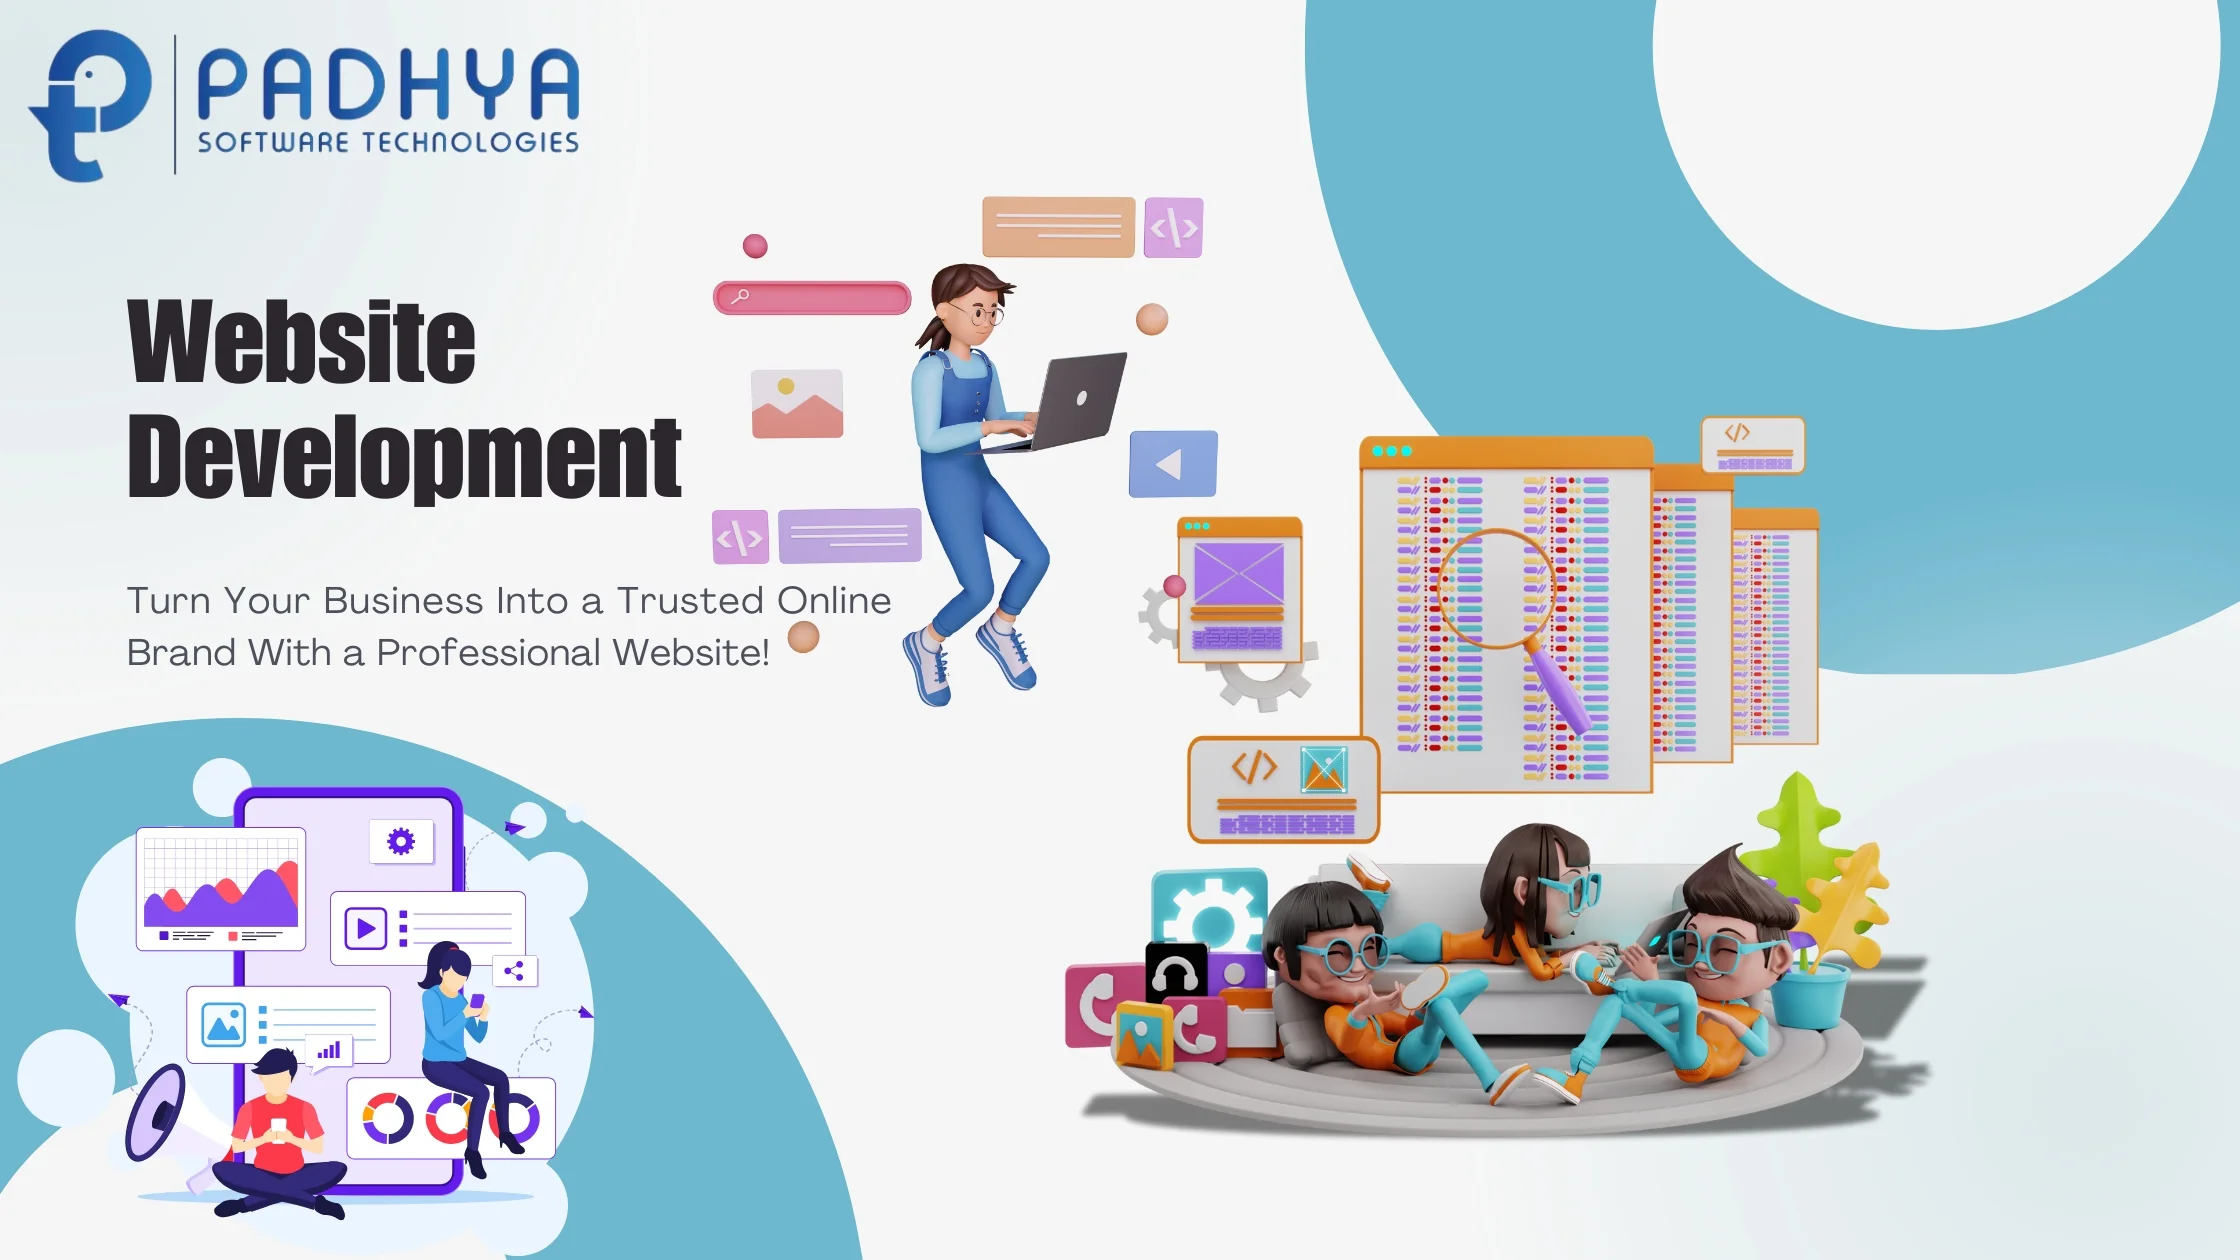 PADHYA
SOFTWARE TECHNOLOGIES
Website
Development
Turn Your Business Into a Trusted Online
Brand With a Professional Website!